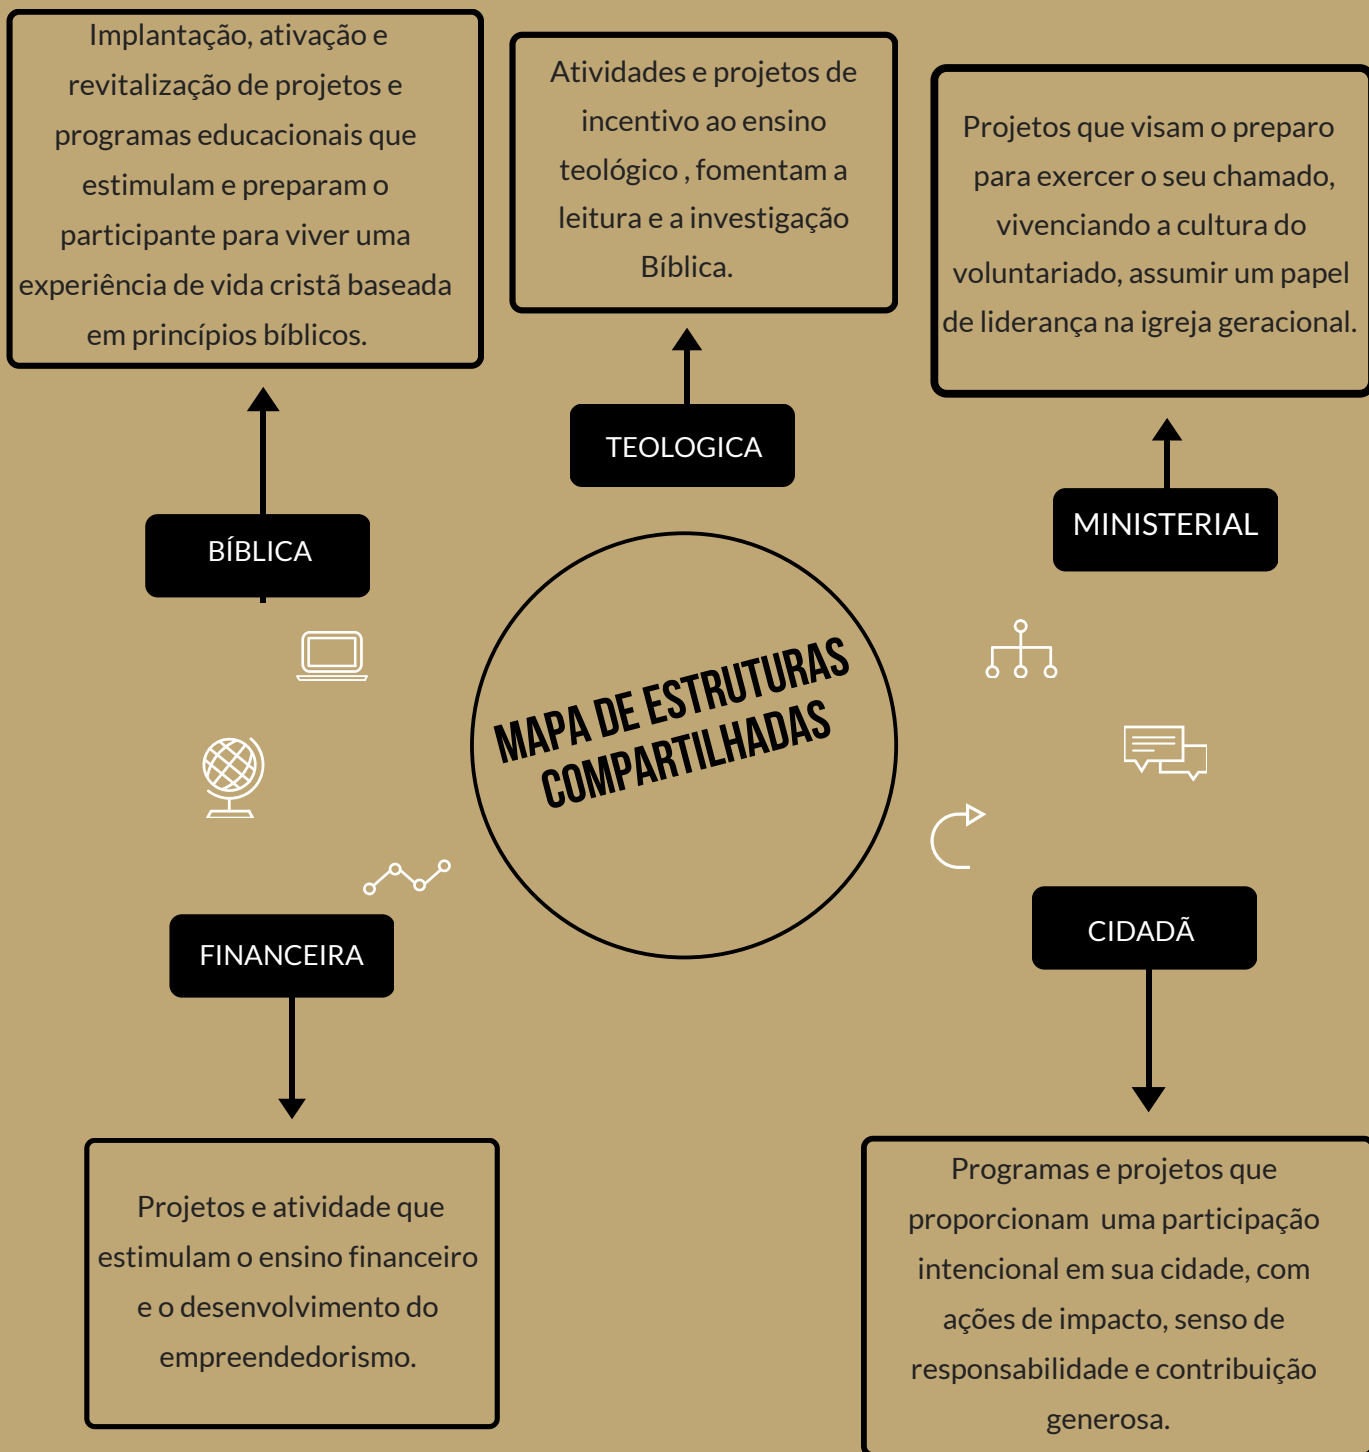 Implantação, ativação e
revitalização de projetos e
programas educacionais que
estimulam e preparam o
participante para viver uma
experiência de vida cristã baseada
em princípios bíblicos.
Atividades e projetos de
incentivo ao ensino
teológico , fomentam a
leitura e a investigação
Bíblica.
Projetos que visam o preparo
para exercer o seu chamado,
vivenciando a cultura do
voluntariado, assumir um papel
de liderança na igreja geracional.
TEOLOGICA
BÍBLICA
MINISTERIAL
MAPA DE ESTRUTURAS
COMPARTILHADAS
FINANCEIRA
CIDADÃ
Projetos e atividade que
estimulam o ensino financeiro
e o desenvolvimento do
empreendedorismo.
Programas e projetos que
proporcionam  uma participação
intencional em sua cidade, com
ações de impacto, senso de
responsabilidade e contribuição
generosa.